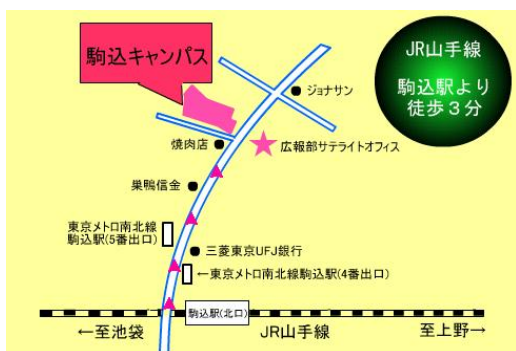 駒込キャンパス
JR山手線
駒込駅より
徒歩3分
ジョナサン
焼肉店
広報部サテライトオフィス
巣鴨信金
東京メトロ南北線
駒込駅(5番出口)
三菱東京UFJ銀行
←東京メトロ南北線駒込駅(4番出口)
駒込駅(北口)
←至池袋
JR山手線
至上野→